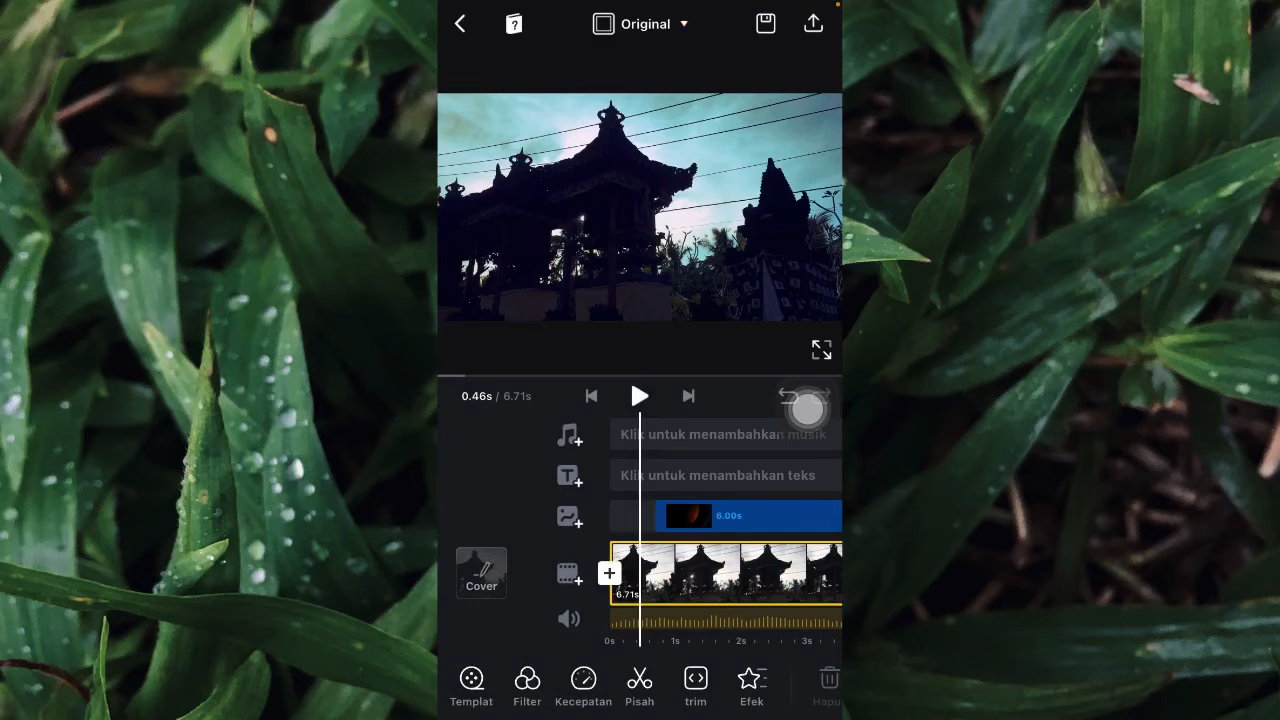 Original
0.46s / 6.71s
Klik untuk menambahkan musik
Klik untuk menambahkan teks
6.00s
Cover
6.71s
0s 1s 2s 3s
Templat Filter Kecepatan Pisah trim Efek Hapu